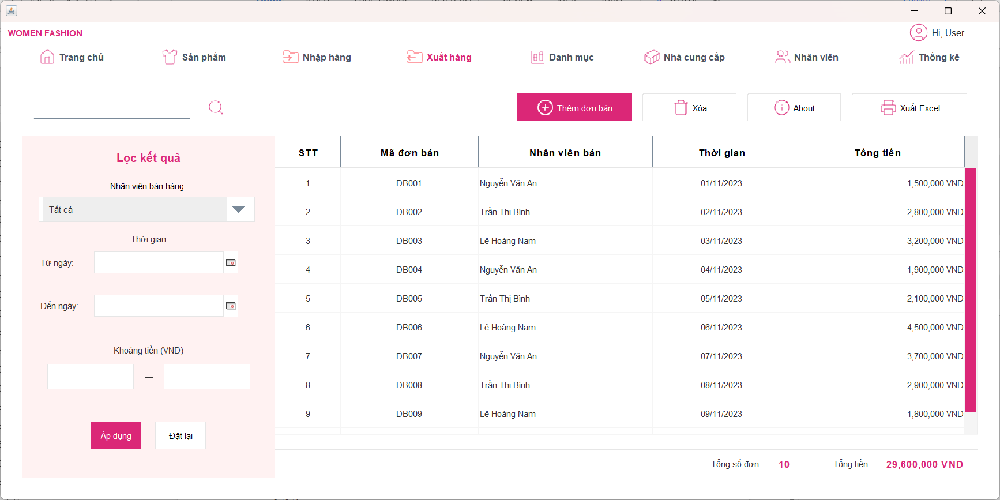 WOMEN FASHION
Hi, User
Trang chủ Sản phẩm Nhập hàng Xuất hàng Danh mục Nhà cung cấp Nhân viên Thống kê
Thêm đơn bán Xóa About Xuất Excel
Lọc kết quả
Nhân viên bán hàng
Tất cả
Thời gian
Từ ngày:
Đến ngày:
Khoảng tiền (VND)
—
Áp dụng Đặt lại
STT Mã đơn bán Nhân viên bán Thời gian Tổng tiền
1 DB001 Nguyễn Văn An 01/11/2023 1,500,000 VND
2 DB002 Trần Thị Bình 02/11/2023 2,800,000 VND
3 DB003 Lê Hoàng Nam 03/11/2023 3,200,000 VND
4 DB004 Nguyễn Văn An 04/11/2023 1,900,000 VND
5 DB005 Trần Thị Bình 05/11/2023 2,100,000 VND
6 DB006 Lê Hoàng Nam 06/11/2023 4,500,000 VND
7 DB007 Nguyễn Văn An 07/11/2023 3,700,000 VND
8 DB008 Trần Thị Bình 08/11/2023 2,900,000 VND
9 DB009 Lê Hoàng Nam 09/11/2023 1,800,000 VND
Tổng số đơn: 10 Tổng tiền: 29,600,000 VND